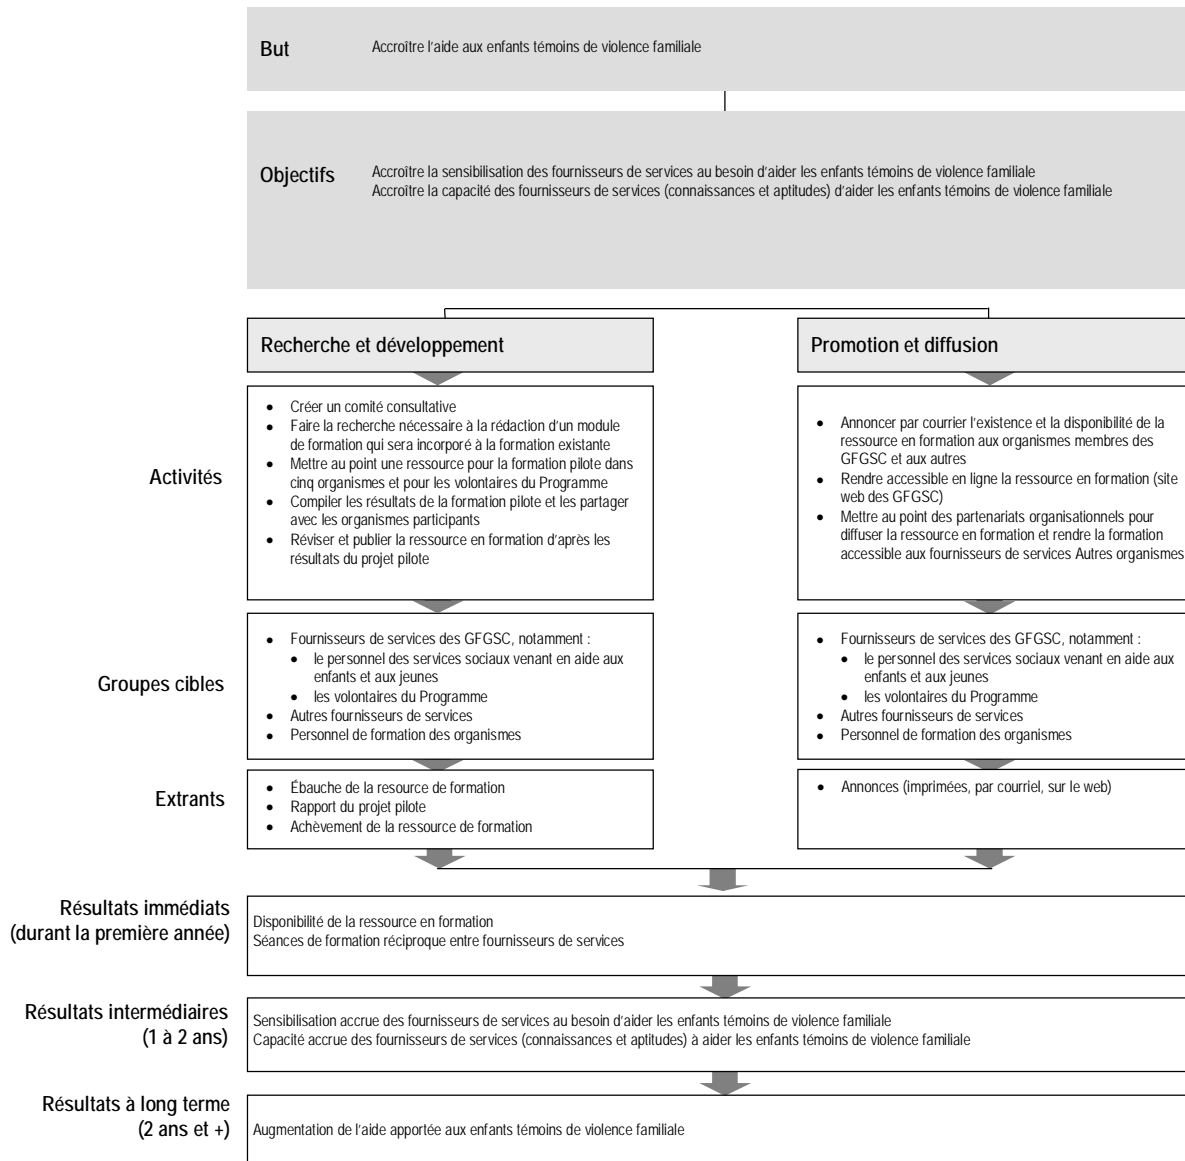 But
Accroître l'aide aux enfants témoins de violence familiale
Objectifs
Accroître la sensibilisation des fournisseurs de services au besoin d'aider les enfants témoins de violence familiale
Accroître la capacité des fournisseurs de services (connaissances et aptitudes) d'aider les enfants témoins de violence familiale
Recherche et développement
Promotion et diffusion
Activités
• Créer un comité consultative
• Faire la recherche nécessaire à la rédaction d'un module
de formation qui sera incorporé à la formation existante
• Mettre au point une ressource pour la formation pilote dans
cinq organismes et pour les volontaires du Programme
• Compiler les résultats de la formation pilote et les partager
avec les organismes participants
• Réviser et publier la ressource en formation d'après les
résultats du projet pilote
• Annoncer par courrier l'existence et la disponibilité de la
ressource en formation aux organismes membres des
GFGSC et aux autres
• Rendre accessible en ligne la ressource en formation (site
web des GFGSC)
• Mettre au point des partenariats organisationnels pour
diffuser la ressource en formation et rendre la formation
accessible aux fournisseurs de services Autres organismes
Groupes cibles
• Fournisseurs de services des GFGSC, notamment :
• le personnel des services sociaux venant en aide aux
enfants et aux jeunes
• les volontaires du Programme
• Autres fournisseurs de services
• Personnel de formation des organismes
• Fournisseurs de services des GFGSC, notamment :
• le personnel des services sociaux venant en aide aux
enfants et aux jeunes
• les volontaires du Programme
• Autres fournisseurs de services
• Personnel de formation des organismes
Extrants
• Ébauche de la resource de formation
• Rapport du projet pilote
• Achèvement de la ressource de formation
• Annonces (imprimées, par courriel, sur le web)
Résultats immédiats
(durant la première année)
Disponibilité de la ressource en formation
Séances de formation réciproque entre fournisseurs de services
Résultats intermédiaires
(1 à 2 ans)
Sensibilisation accrue des fournisseurs de services au besoin d'aider les enfants témoins de violence familiale
Capacité accrue des fournisseurs de services (connaissances et aptitudes) à aider les enfants témoins de violence familiale
Résultats à long terme
(2 ans et +)
Augmentation de l'aide apportée aux enfants témoins de violence familiale